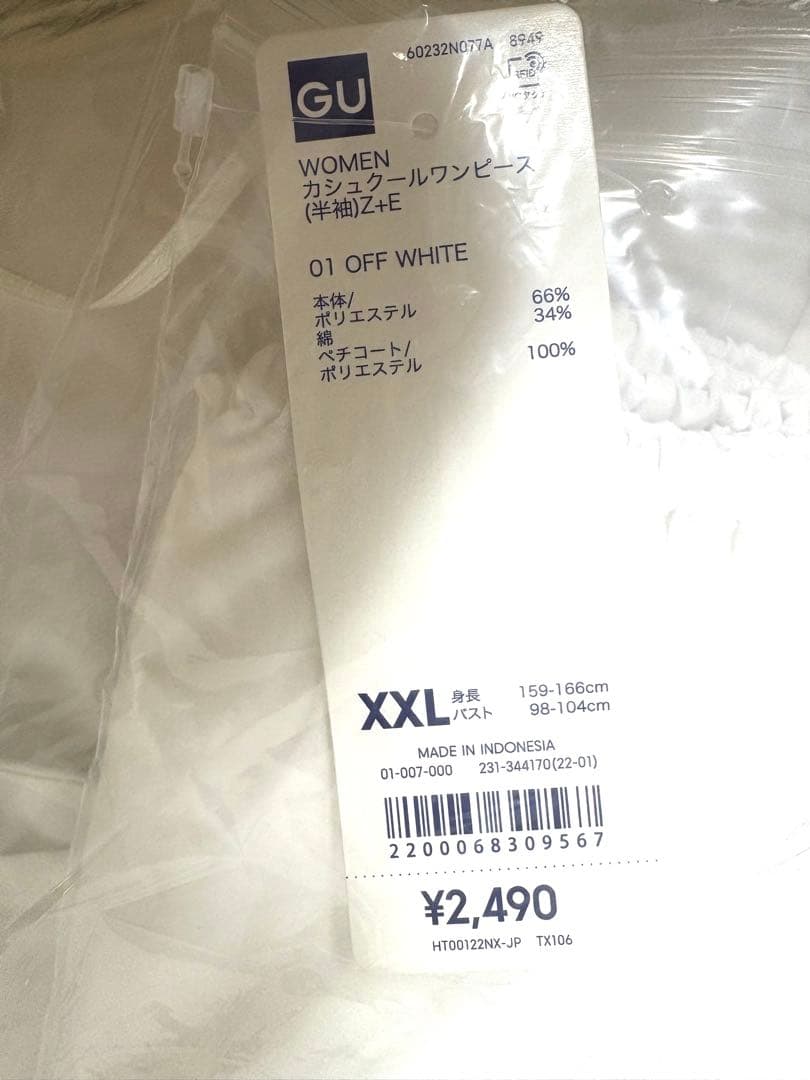 60232N077A 8949
RFID
GU
WOMEN
カシュクールワンピース
(半袖)Z+E
01 OFF WHITE
本体/
ポリエステル 66%
綿 34%
ペチコート/
ポリエステル 100%
XXL 身長 159-166cm
バスト 98-104cm
MADE IN INDONESIA
01-007-000 231-344170(22-01)
2200068309567
¥2,490
HT00122NX-JP TX106